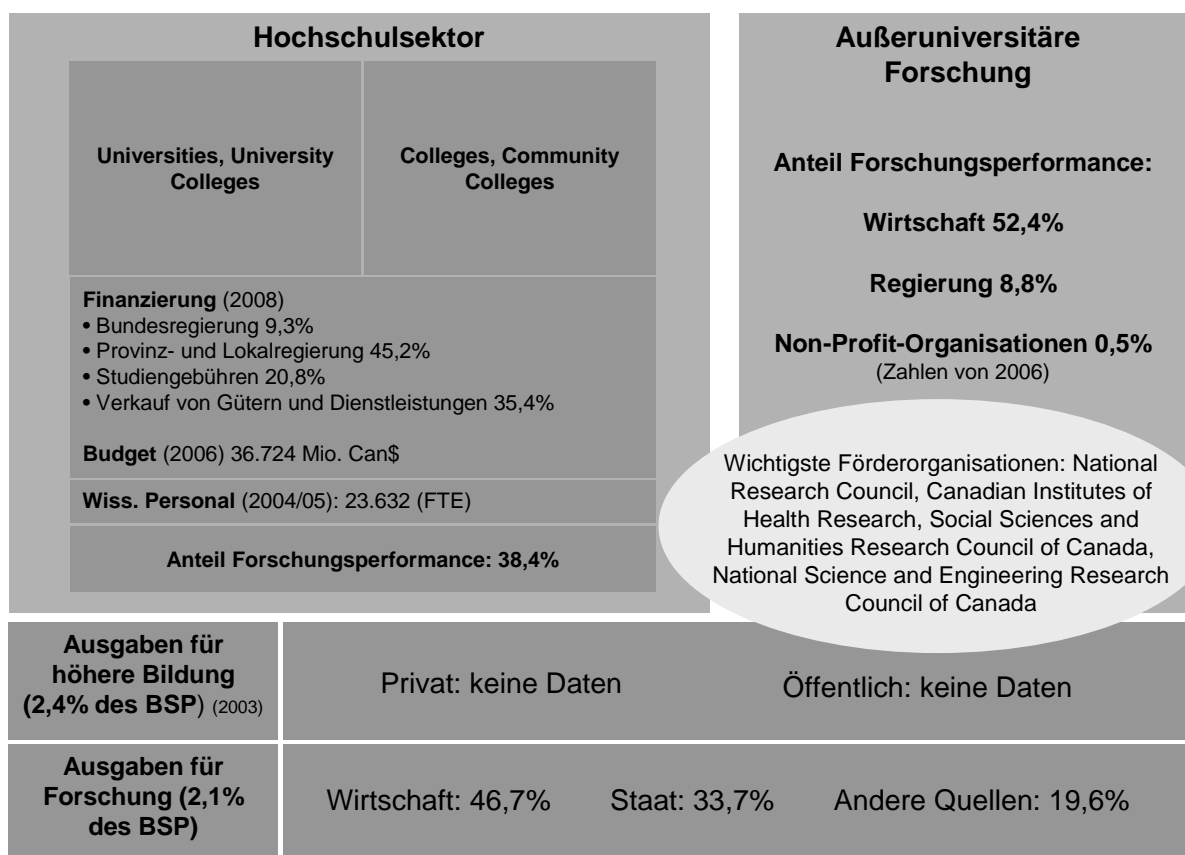 Hochschulsektor
Universities, University
Colleges
Colleges, Community
Colleges
Finanzierung (2008)
• Bundesregierung 9,3%
• Provinz- und Lokalregierung 45,2%
• Studiengebühren 20,8%
• Verkauf von Gütern und Dienstleistungen 35,4%
Budget (2006) 36.724 Mio. Can$
Wiss. Personal (2004/05): 23.632 (FTE)
Anteil Forschungsperformance: 38,4%
Außeruniversitäre
Forschung
Anteil Forschungsperformance:
Wirtschaft 52,4%
Regierung 8,8%
Non-Profit-Organisationen 0,5%
(Zahlen von 2006)
Wichtigste Förderorganisationen: National
Research Council, Canadian Institutes of
Health Research, Social Sciences and
Humanities Research Council of Canada,
National Science and Engineering Research
Council of Canada
Ausgaben für
höhere Bildung
(2,4% des BSP) (2003)
Privat: keine Daten
Öffentlich: keine Daten
Ausgaben für
Forschung (2,1%
des BSP)
Wirtschaft: 46,7%
Staat: 33,7%
Andere Quellen: 19,6%